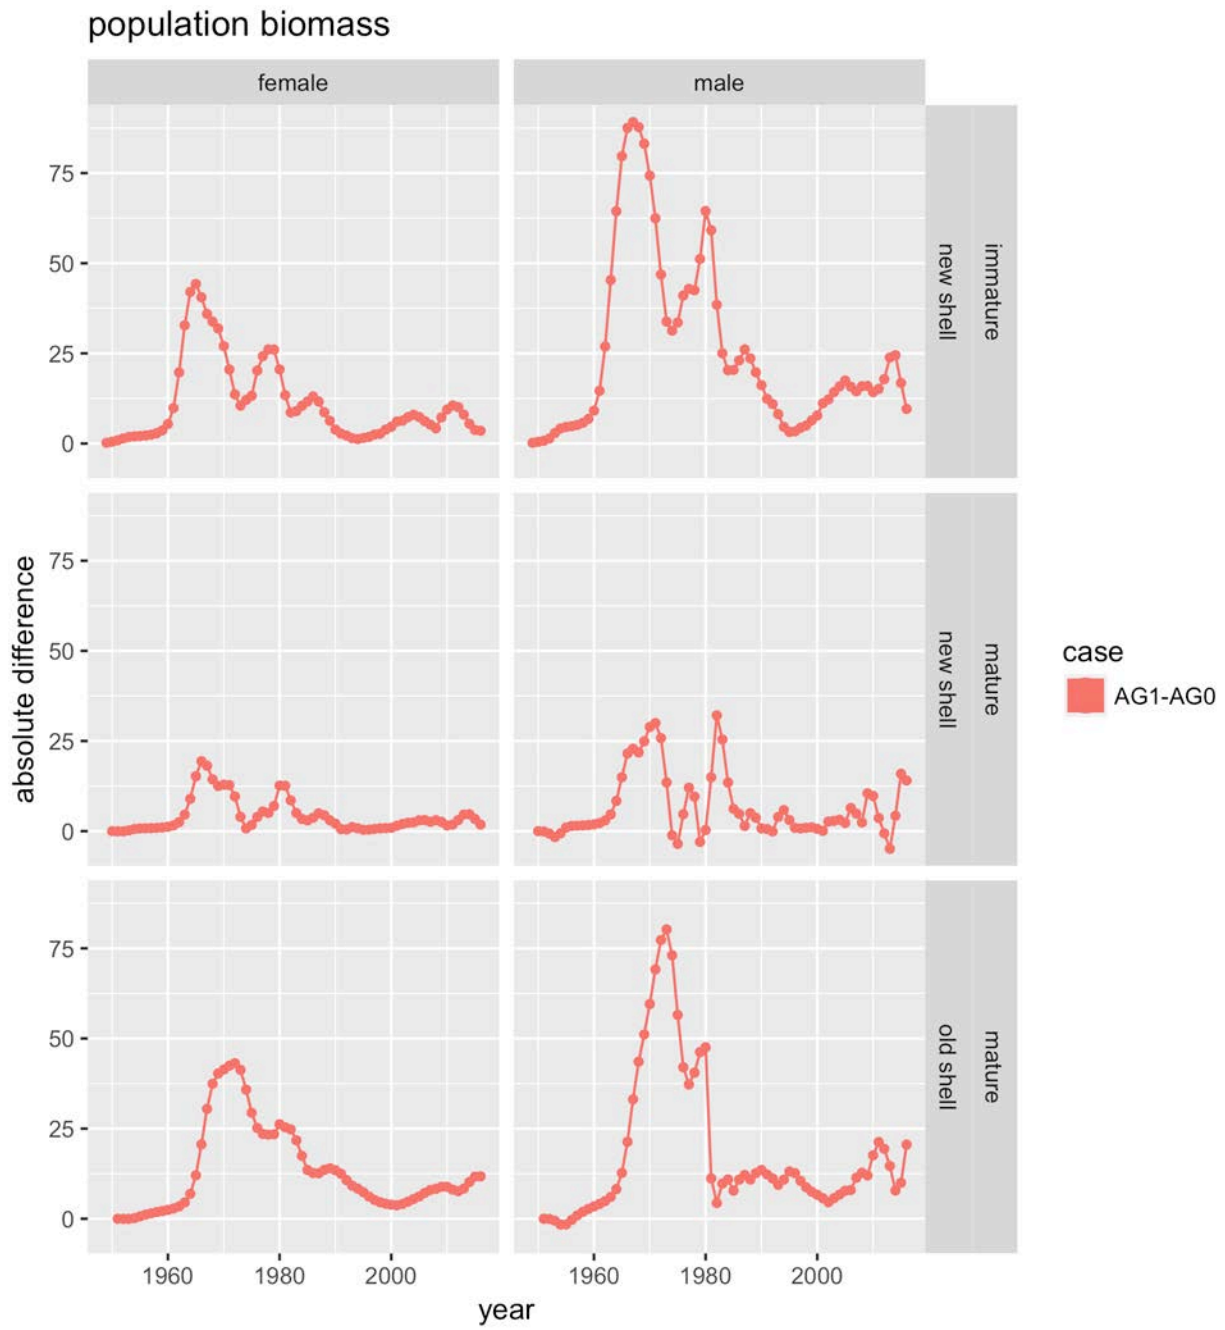 population biomass
female
male
75
50
25
0
immature
new shell
75
50
25
0
mature
new shell
75
50
25
0
mature
old shell
absolute difference
1960
1980
2000
1960
1980
2000
year
case
AG1-AG0